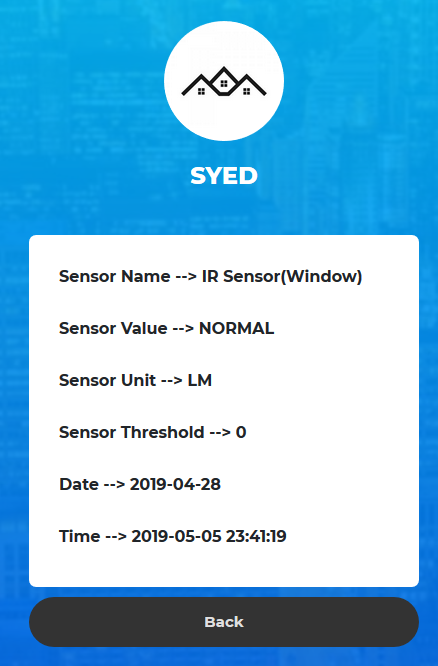 SYED
Sensor Name --> IR Sensor(Window)
Sensor Value --> NORMAL
Sensor Unit --> LM
Sensor Threshold --> 0
Date --> 2019-04-28
Time --> 2019-05-05 23:41:19
Back